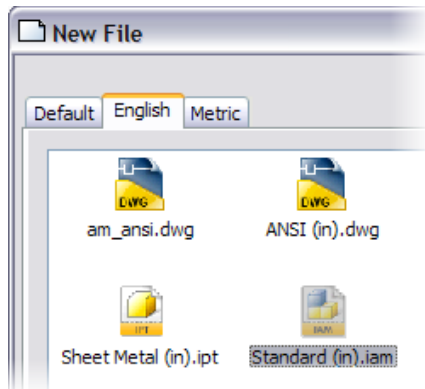 New File
Default English Metric
DWG DWG
am_ansi.dwg ANSI (in).dwg
IPT IAM
Sheet Metal (in).ipt Standard (in).iam